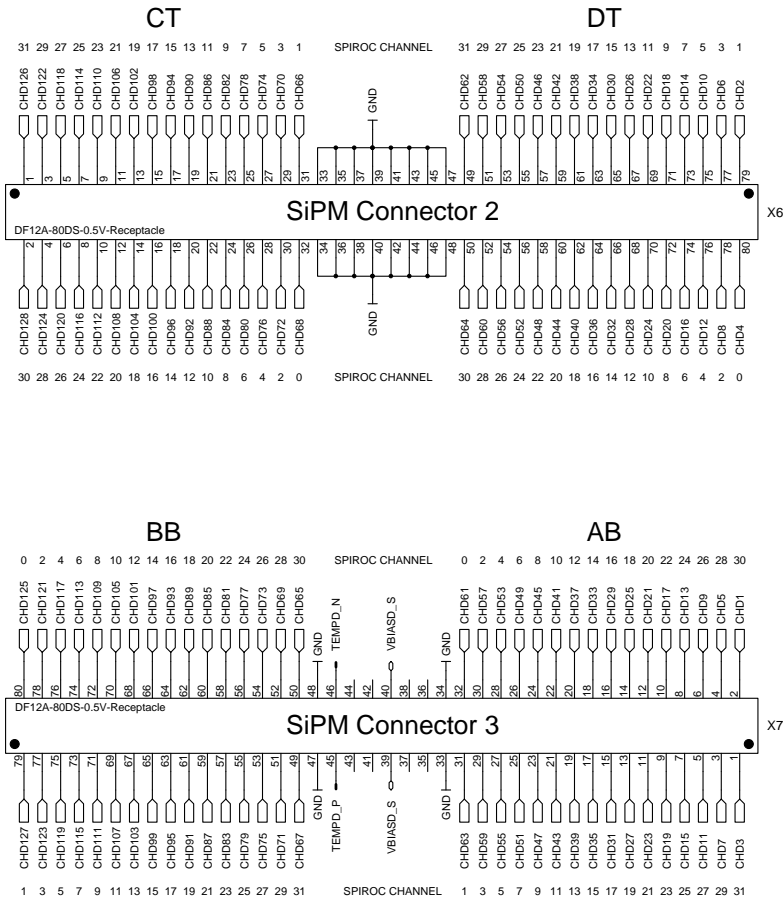 CT DT
31 29 27 25 23 21 19 17 15 13 11 9 7 5 3 1 SPIROC CHANNEL 31 29 27 25 23 21 19 17 15 13 11 9 7 5 3 1
CHD126 CHD122 CHD118 CHD114 CHD110 CHD106 CHD102 CHD98 CHD94 CHD90 CHD86 CHD82 CHD78 CHD74 CHD70 CHD66 GND CHD62 CHD58 CHD54 CHD50 CHD46 CHD42 CHD38 CHD34 CHD30 CHD26 CHD22 CHD18 CHD14 CHD10 CHD6 CHD2
1 3 5 7 9 11 13 15 17 19 21 23 25 27 29 31 33 35 37 39 41 43 45 47 49 51 53 55 57 59 61 63 65 67 69 71 73 75 77 79
SiPM Connector 2 X6
DF12A-80DS-0.5V-Receptacle
2 4 6 8 10 12 14 16 18 20 22 24 26 28 30 32 34 36 38 40 42 44 46 48 50 52 54 56 58 60 62 64 66 68 70 72 74 76 78 80
CHD128 CHD124 CHD120 CHD116 CHD112 CHD108 CHD104 CHD100 CHD96 CHD92 CHD88 CHD84 CHD80 CHD76 CHD72 CHD68 GND CHD64 CHD60 CHD56 CHD52 CHD48 CHD44 CHD40 CHD36 CHD32 CHD28 CHD24 CHD20 CHD16 CHD12 CHD8 CHD4
30 28 26 24 22 20 18 16 14 12 10 8 6 4 2 0 SPIROC CHANNEL 30 28 26 24 22 20 18 16 14 12 10 8 6 4 2 0
BB AB
0 2 4 6 8 10 12 14 16 18 20 22 24 26 28 30 SPIROC CHANNEL 0 2 4 6 8 10 12 14 16 18 20 22 24 26 28 30
CHD125 CHD121 CHD117 CHD113 CHD109 CHD105 CHD101 CHD97 CHD93 CHD89 CHD85 CHD81 CHD77 CHD73 CHD69 CHD65 GND TEMPD_N VBIASD_S GND CHD61 CHD57 CHD53 CHD49 CHD45 CHD41 CHD37 CHD33 CHD29 CHD25 CHD21 CHD17 CHD13 CHD9 CHD5 CHD1
80 78 76 74 72 70 68 66 64 62 60 58 56 54 52 50 48 46 44 42 40 38 36 34 32 30 28 26 24 22 20 18 16 14 12 10 8 6 4 2
DF12A-80DS-0.5V-Receptacle
SiPM Connector 3 X7
79 77 75 73 71 69 67 65 63 61 59 57 55 53 51 49 47 45 43 41 39 37 35 33 31 29 27 25 23 21 19 17 15 13 11 9 7 5 3 1
CHD127 CHD123 CHD119 CHD115 CHD111 CHD107 CHD103 CHD99 CHD95 CHD91 CHD87 CHD83 CHD79 CHD75 CHD71 CHD67 GND TEMPD_P VBIASD_S GND CHD63 CHD59 CHD55 CHD51 CHD47 CHD43 CHD39 CHD35 CHD31 CHD27 CHD23 CHD19 CHD15 CHD11 CHD7 CHD3
1 3 5 7 9 11 13 15 17 19 21 23 25 27 29 31 SPIROC CHANNEL 1 3 5 7 9 11 13 15 17 19 21 23 25 27 29 31